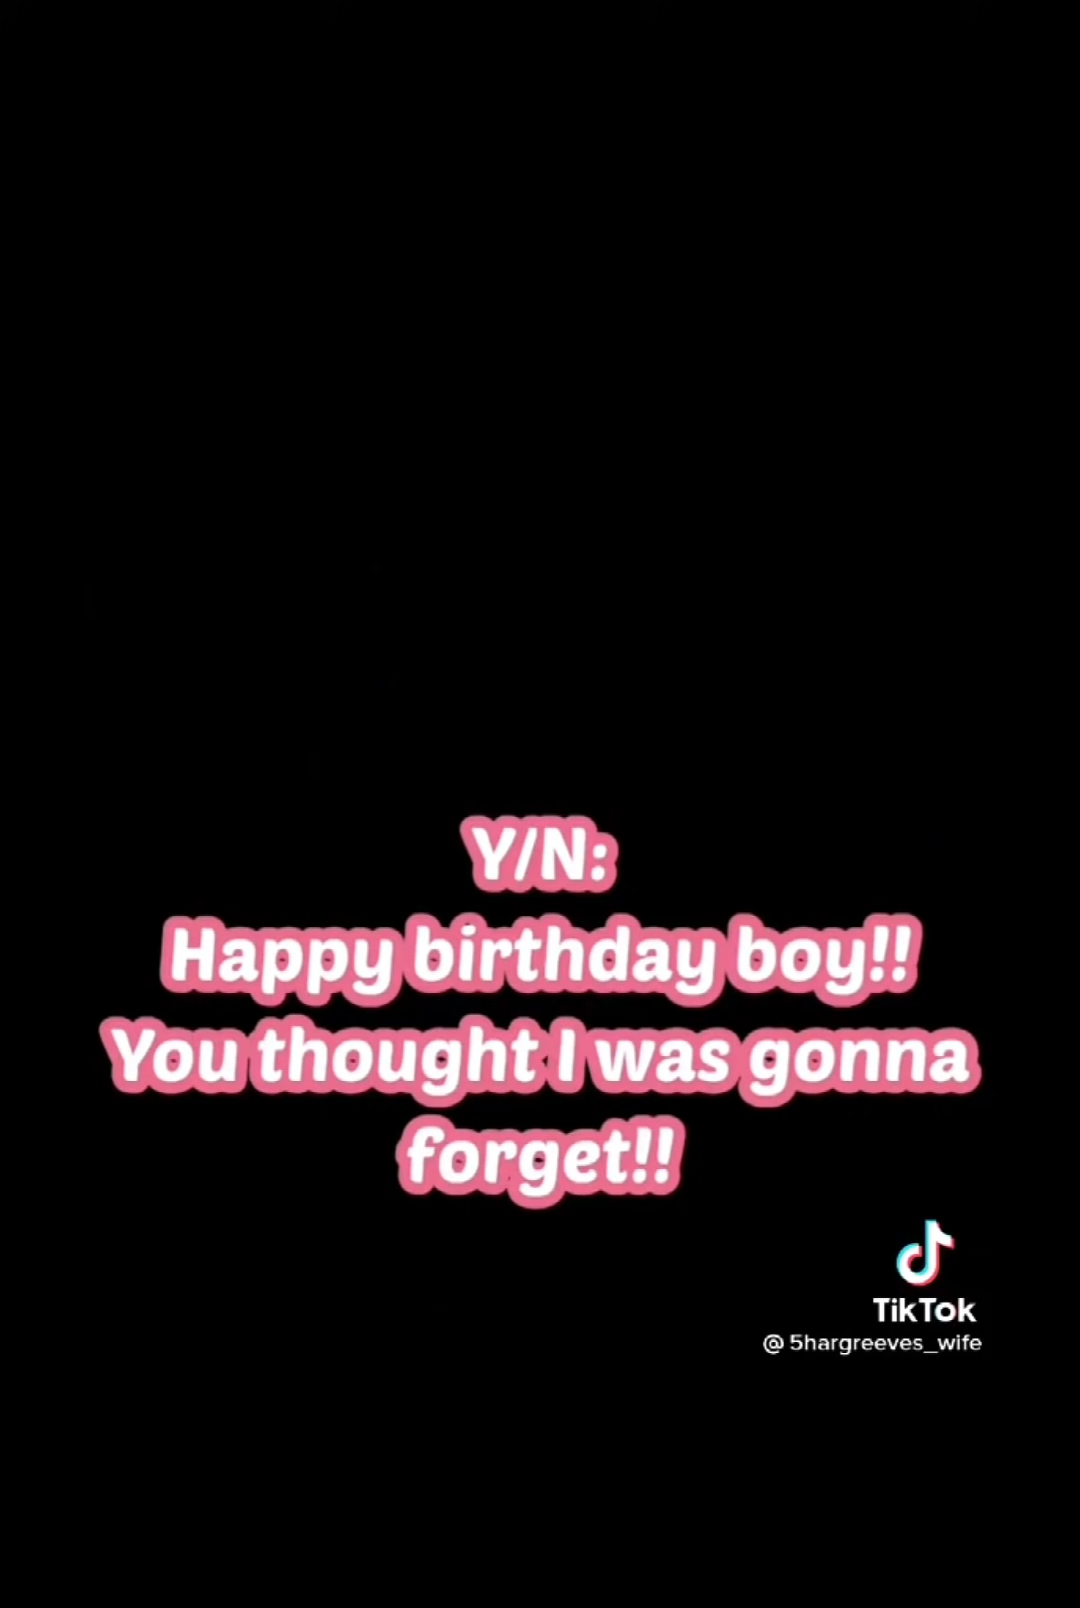 Y/N:
Happy birthday boy!!
You thought I was gonna
forget!!
TikTok
@ 5hargreeves_wife